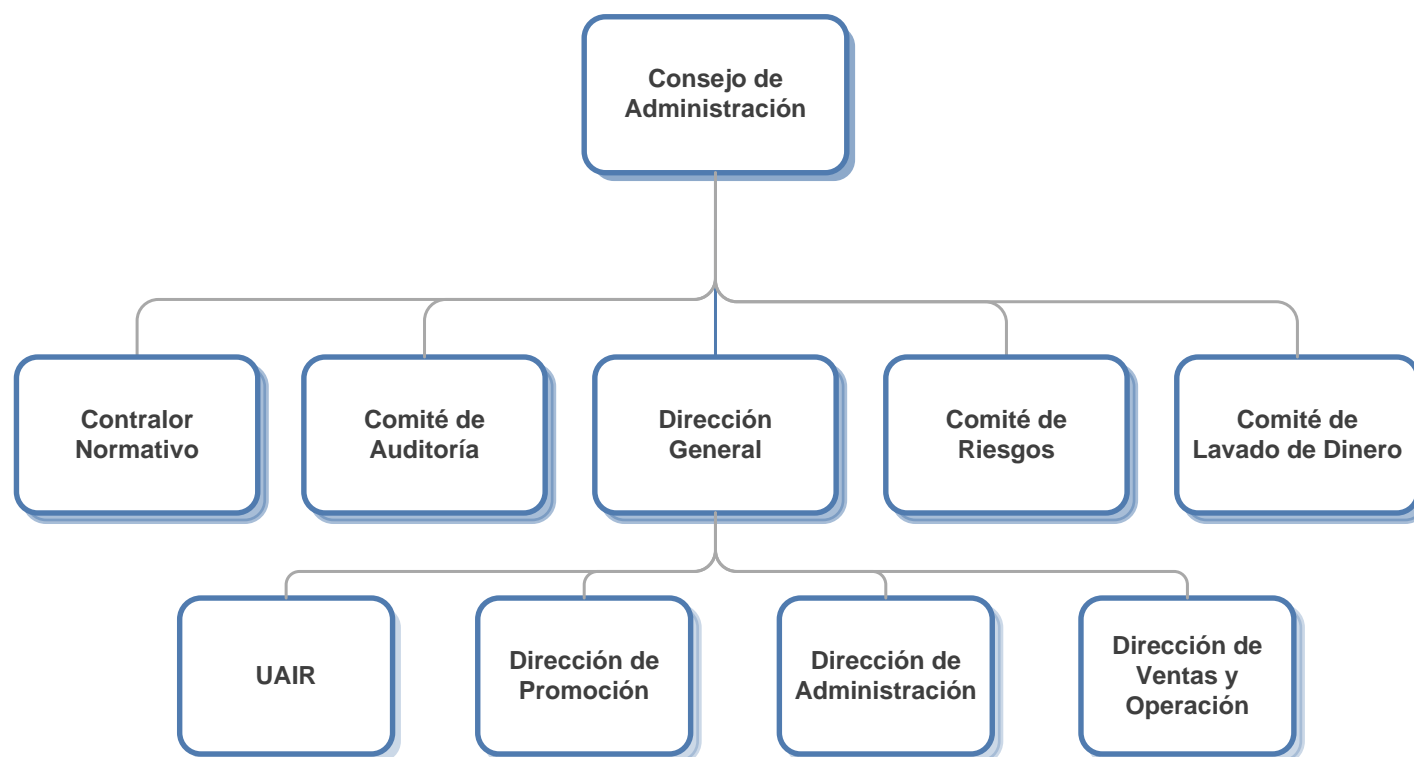 Consejo de
Administración
Contralor
Normativo
Comité de
Auditoría
Dirección
General
Comité de
Riesgos
Comité de
Lavado de Dinero
UAIR
Dirección de
Promoción
Dirección de
Administración
Dirección de
Ventas y
Operación